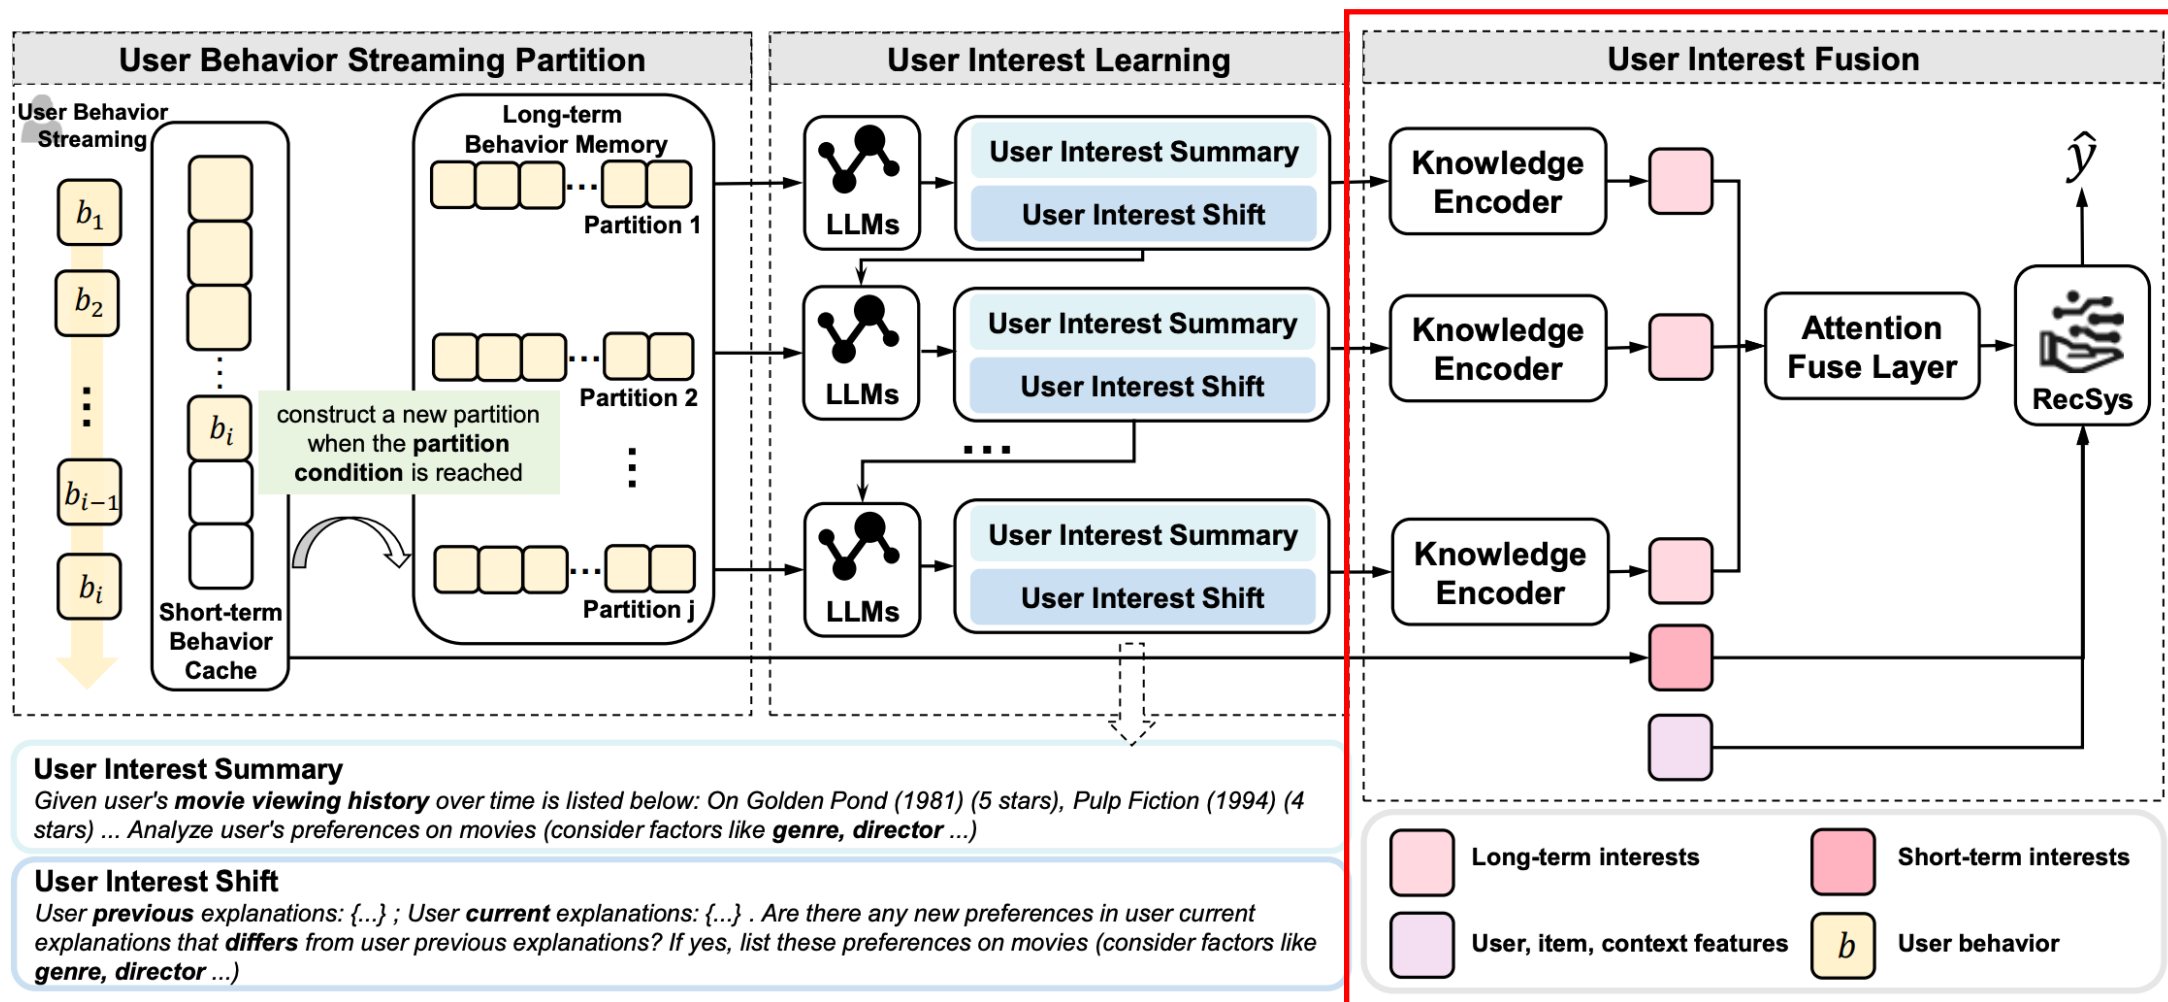 User Behavior Streaming Partition
User Behavior
Streaming
b₁
b₂
⋮
bᵢ₋₁
bᵢ
⋮
bᵢ
Short-term
Behavior
Cache
construct a new partition
when the partition
condition is reached
Long-term
Behavior Memory
...
Partition 1
...
Partition 2
⋮
...
Partition j
User Interest Learning
LLMs
User Interest Summary
User Interest Shift
LLMs
User Interest Summary
User Interest Shift
...
LLMs
User Interest Summary
User Interest Shift
User Interest Fusion
Knowledge
Encoder
Knowledge
Encoder
Knowledge
Encoder
Attention
Fuse Layer
ŷ
RecSys
User Interest Summary
Given user's movie viewing history over time is listed below: On Golden Pond (1981) (5 stars), Pulp Fiction (1994) (4
stars) ... Analyze user's preferences on movies (consider factors like genre, director ...)
User Interest Shift
User previous explanations: {...} ; User current explanations: {...} . Are there any new preferences in user current
explanations that differs from user previous explanations? If yes, list these preferences on movies (consider factors like
genre, director ...)
Long-term interests
Short-term interests
User, item, context features
b
User behavior